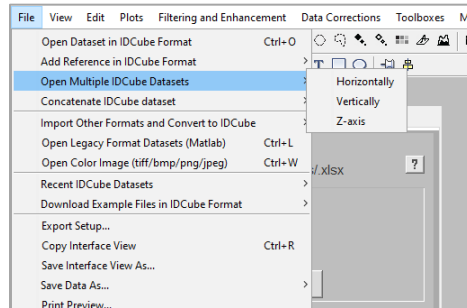 File View Edit Plots Filtering and Enhancement Data Corrections Toolboxes M
Open Dataset in IDCube Format Ctrl+O
Add Reference in IDCube Format
Open Multiple IDCube Datasets
Horizontally
Concatenate IDCube dataset
Vertically
Z-axis
Import Other Formats and Convert to IDCube
Open Legacy Format Datasets (Matlab) Ctrl+L
Open Color Image (tiff/bmp/png/jpeg) Ctrl+W
s/.xlsx ?
Recent IDCube Datasets
Download Example Files in IDCube Format
Export Setup...
Copy Interface View Ctrl+R
Save Interface View As...
Save Data As...
Print Preview...